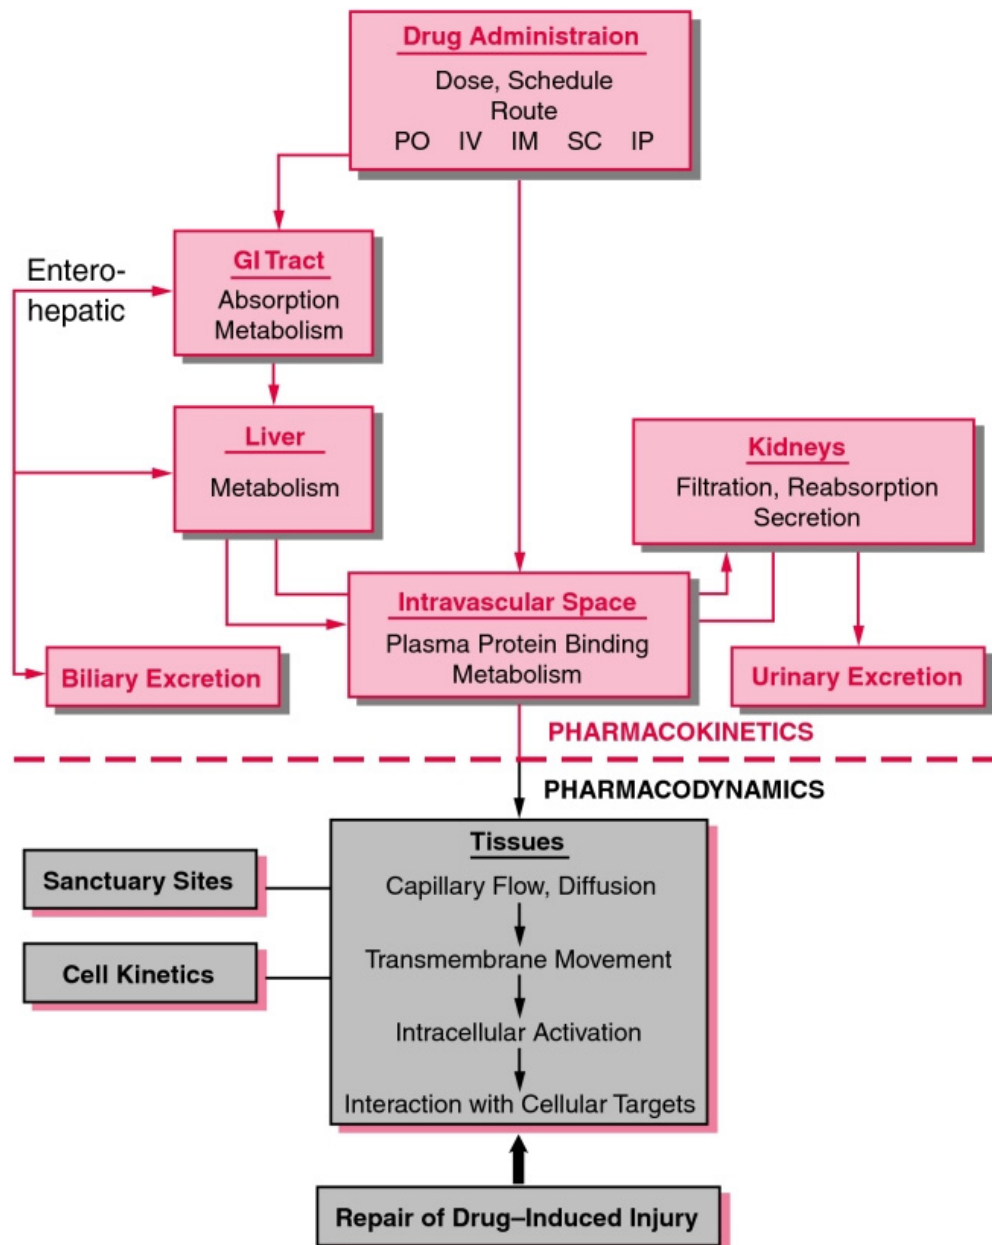 Drug Administraion
Dose, Schedule
Route
PO IV IM SC IP
GI Tract
Absorption
Metabolism
Entero-
hepatic
Liver
Metabolism
Kidneys
Filtration, Reabsorption
Secretion
Intravascular Space
Plasma Protein Binding
Metabolism
Biliary Excretion
Urinary Excretion
PHARMACOKINETICS
PHARMACODYNAMICS
Tissues
Capillary Flow, Diffusion
Transmembrane Movement
Intracellular Activation
Interaction with Cellular Targets
Sanctuary Sites
Cell Kinetics
Repair of Drug–Induced Injury